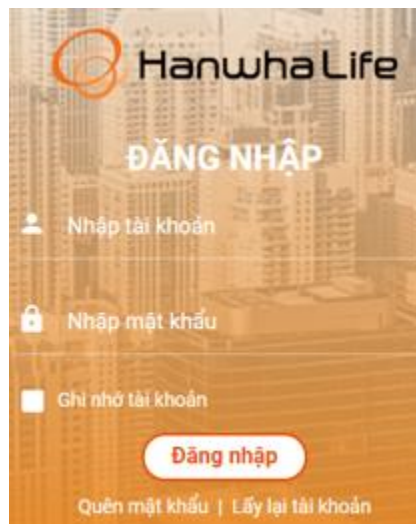 Hanwha Life
ĐĂNG NHẬP
Nhập tài khoản
Nhập mật khẩu
Ghi nhớ tài khoản
Đăng nhập
Quên mật khẩu | Lấy lại tài khoản